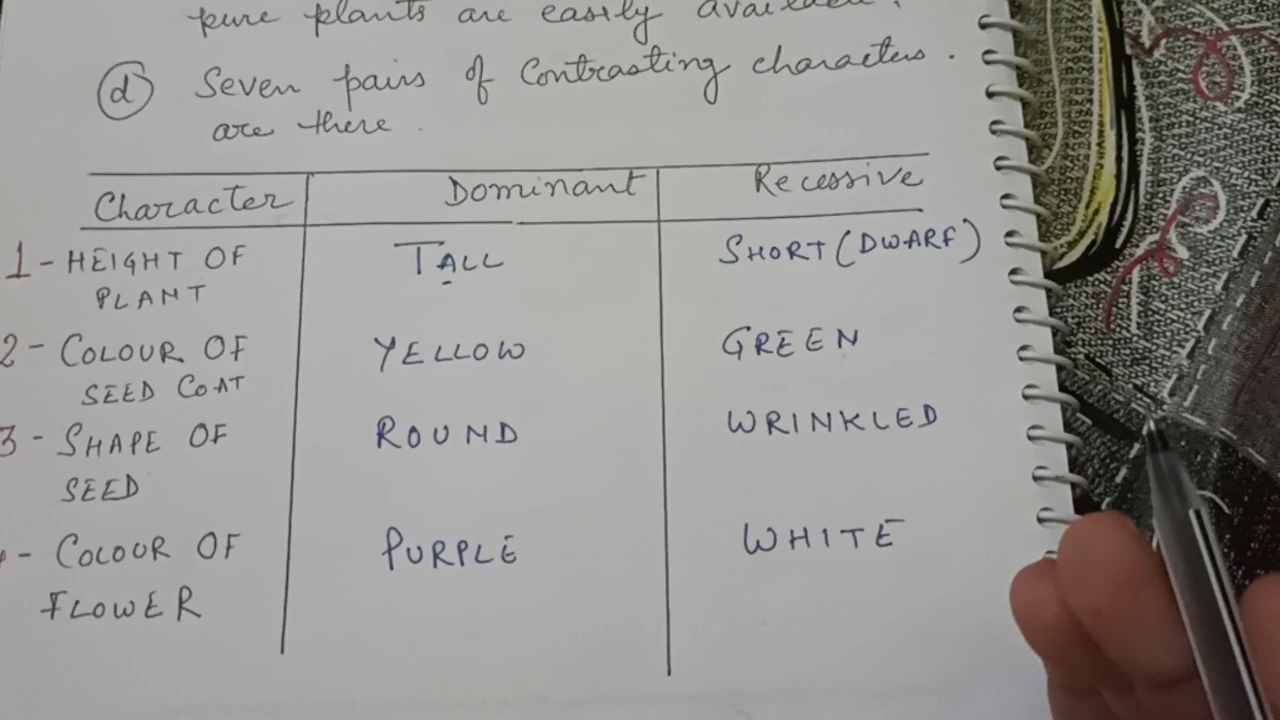 pure plants are easily available.
(d) Seven pairs of Contrasting characters.
are there.
Character Dominant Recessive
1 - HEIGHT OF TALL SHORT (DWARF)
PLANT
2 - COLOUR OF YELLOW GREEN
SEED COAT
3 - SHAPE OF ROUND WRINKLED
SEED
- COLOUR OF PURPLE WHITE
FLOWER